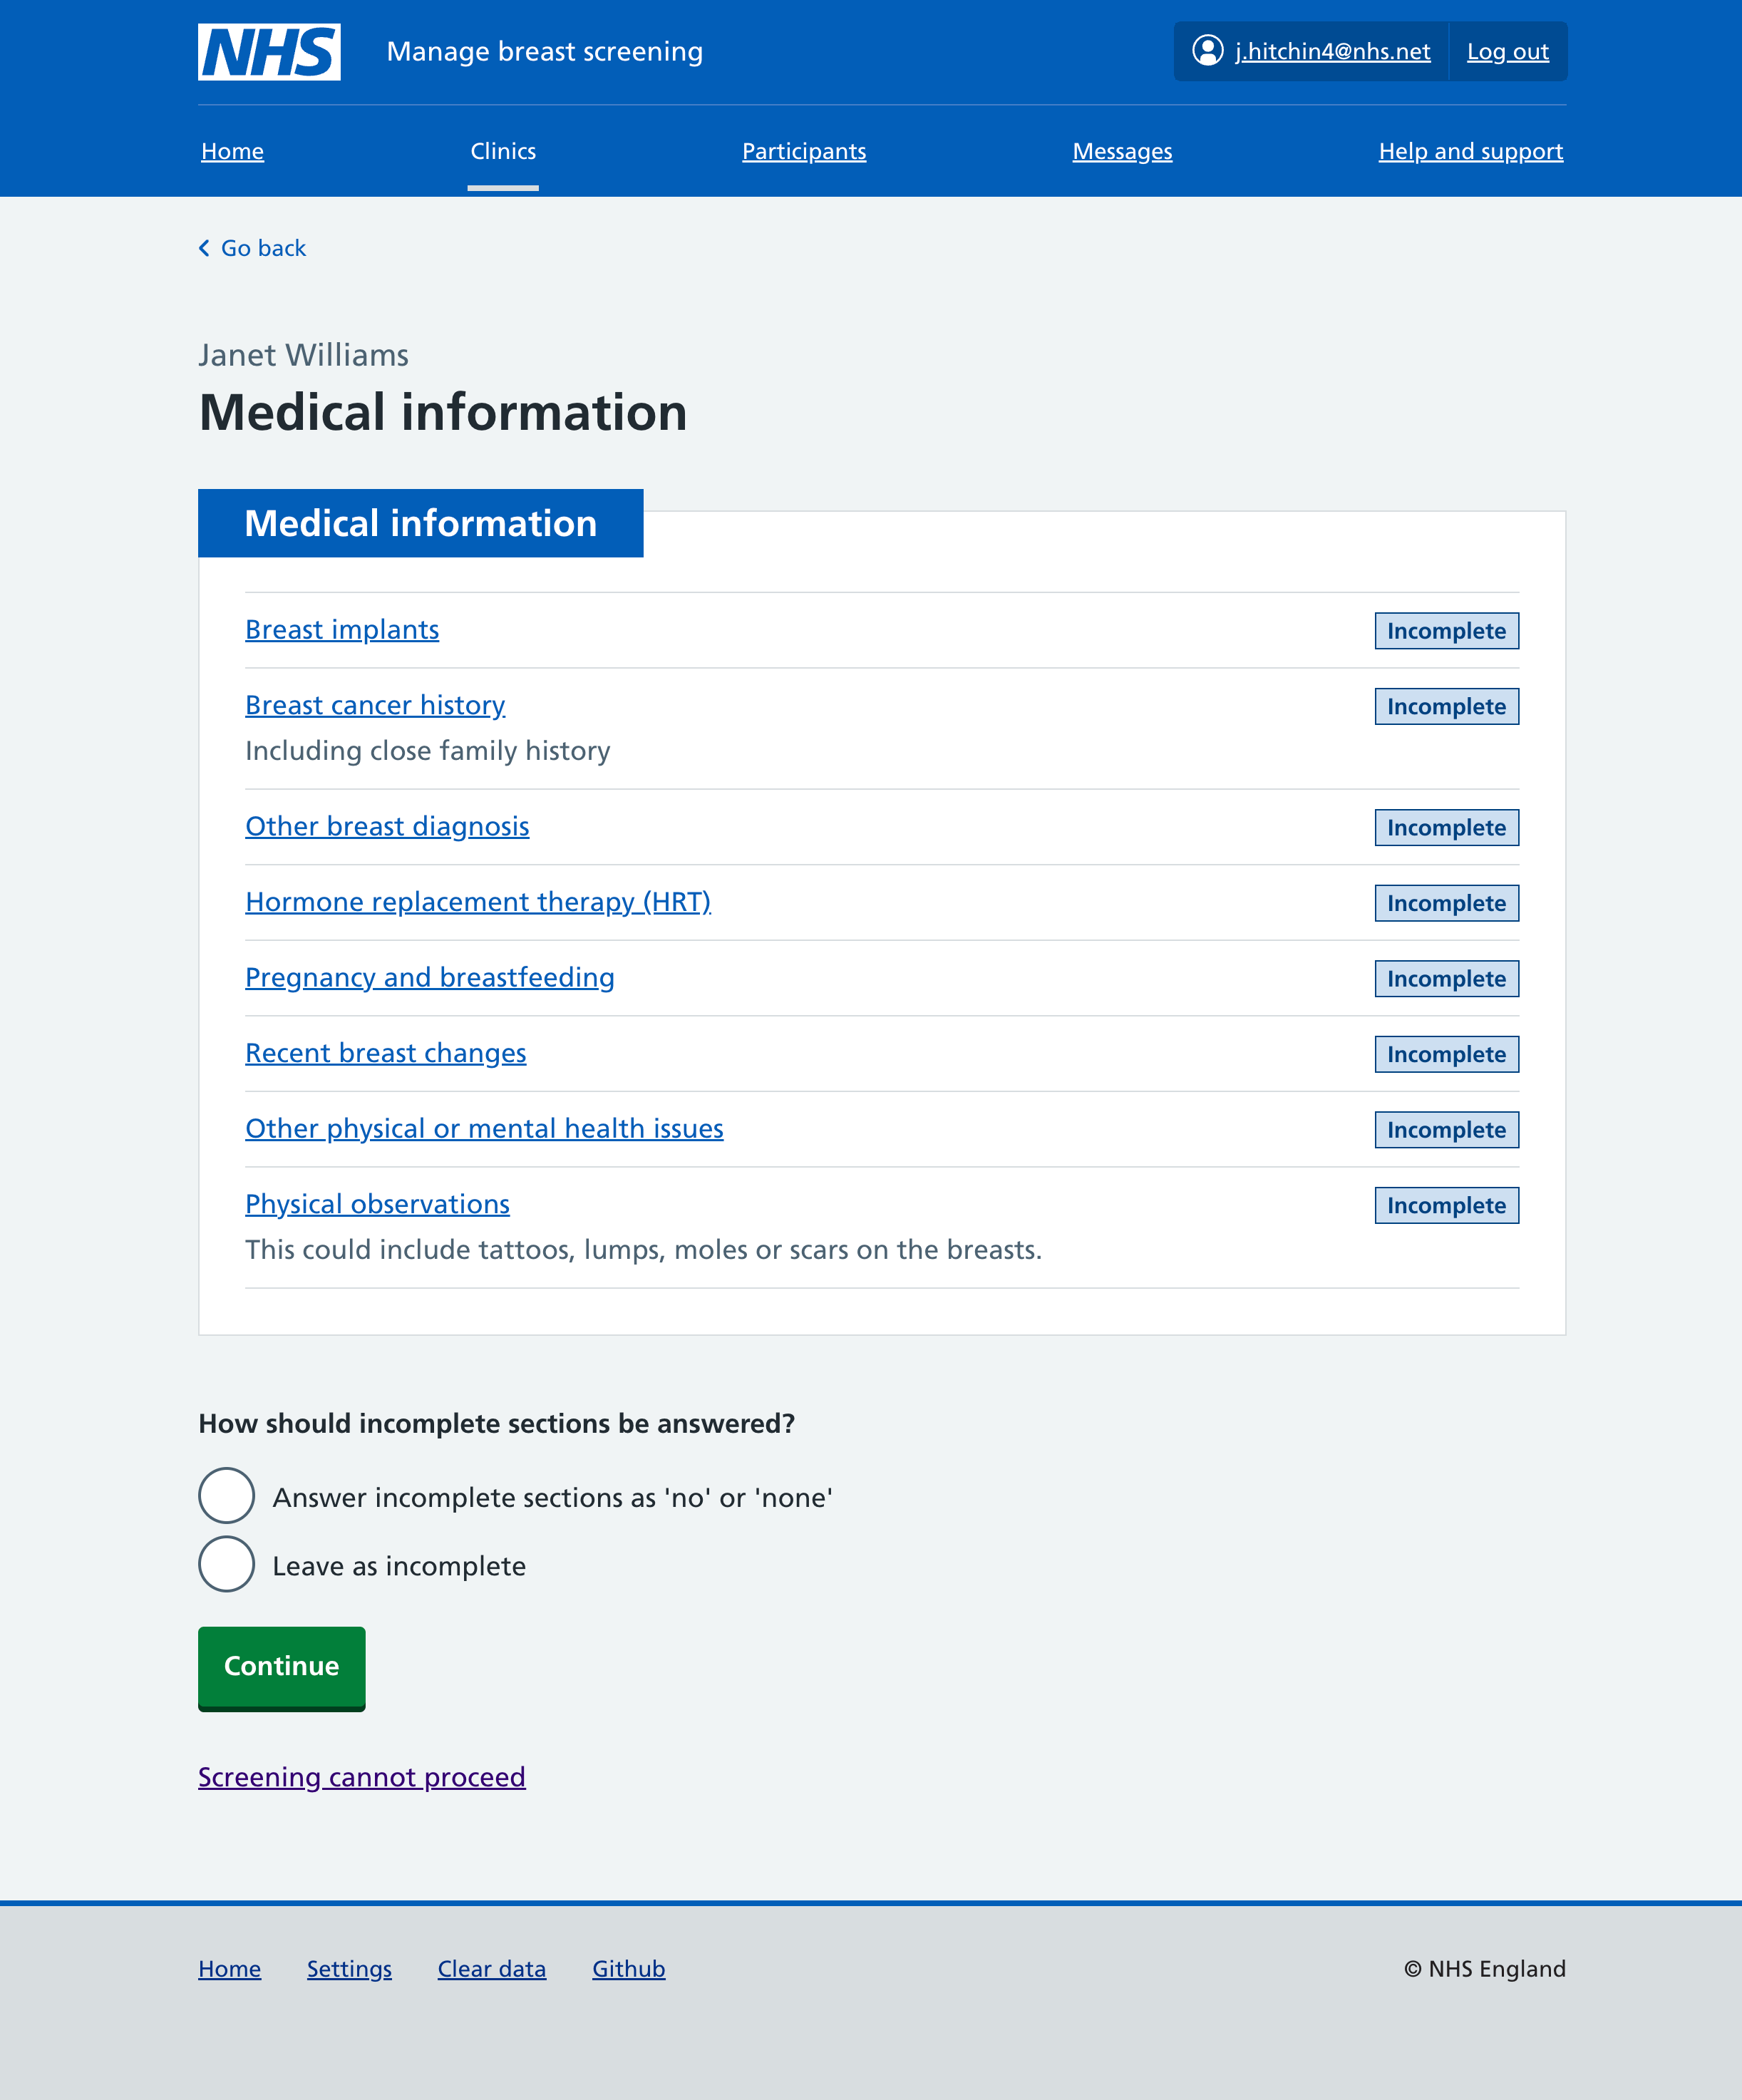 NHS Manage breast screening j.hitchin4@nhs.net Log out
Home Clinics Participants Messages Help and support
Go back
Janet Williams
Medical information
Medical information
Breast implants Incomplete
Breast cancer history Incomplete
Including close family history
Other breast diagnosis Incomplete
Hormone replacement therapy (HRT) Incomplete
Pregnancy and breastfeeding Incomplete
Recent breast changes Incomplete
Other physical or mental health issues Incomplete
Physical observations Incomplete
This could include tattoos, lumps, moles or scars on the breasts.
How should incomplete sections be answered?
Answer incomplete sections as 'no' or 'none'
Leave as incomplete
Continue
Screening cannot proceed
Home Settings Clear data Github © NHS England